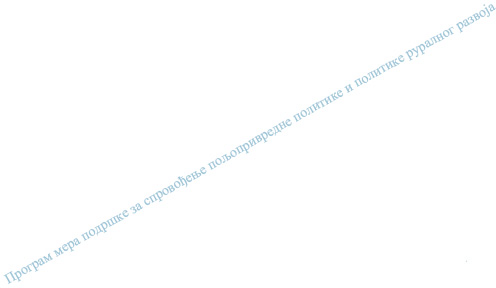 Програм мера подршке за спровођење пољопривредне политике и политике руралног развоја